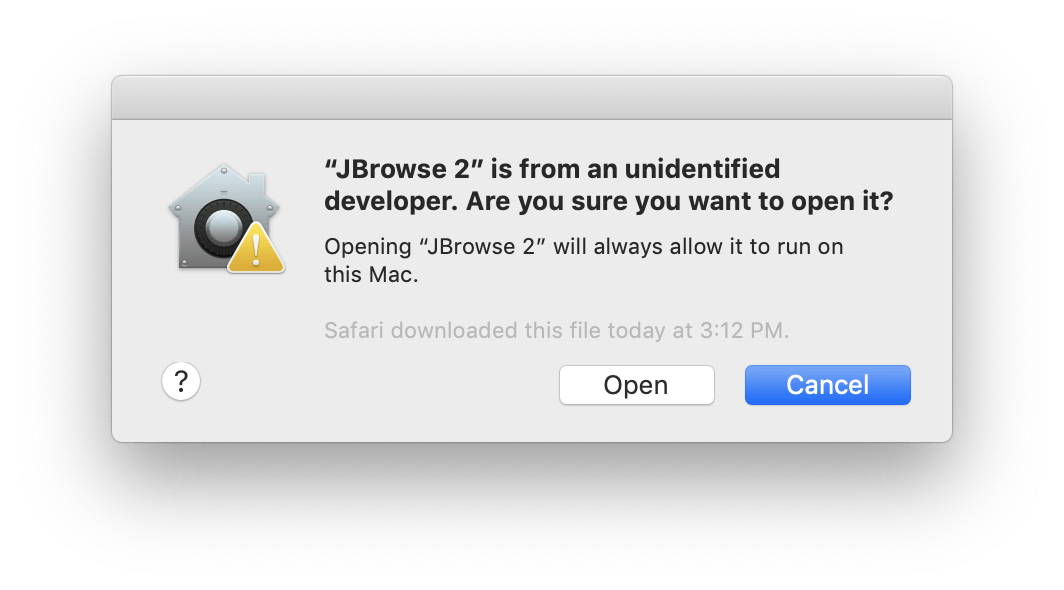 “JBrowse 2” is from an unidentified
developer. Are you sure you want to open it?
Opening “JBrowse 2” will always allow it to run on
this Mac.
Safari downloaded this file today at 3:12 PM.
?
Open
Cancel